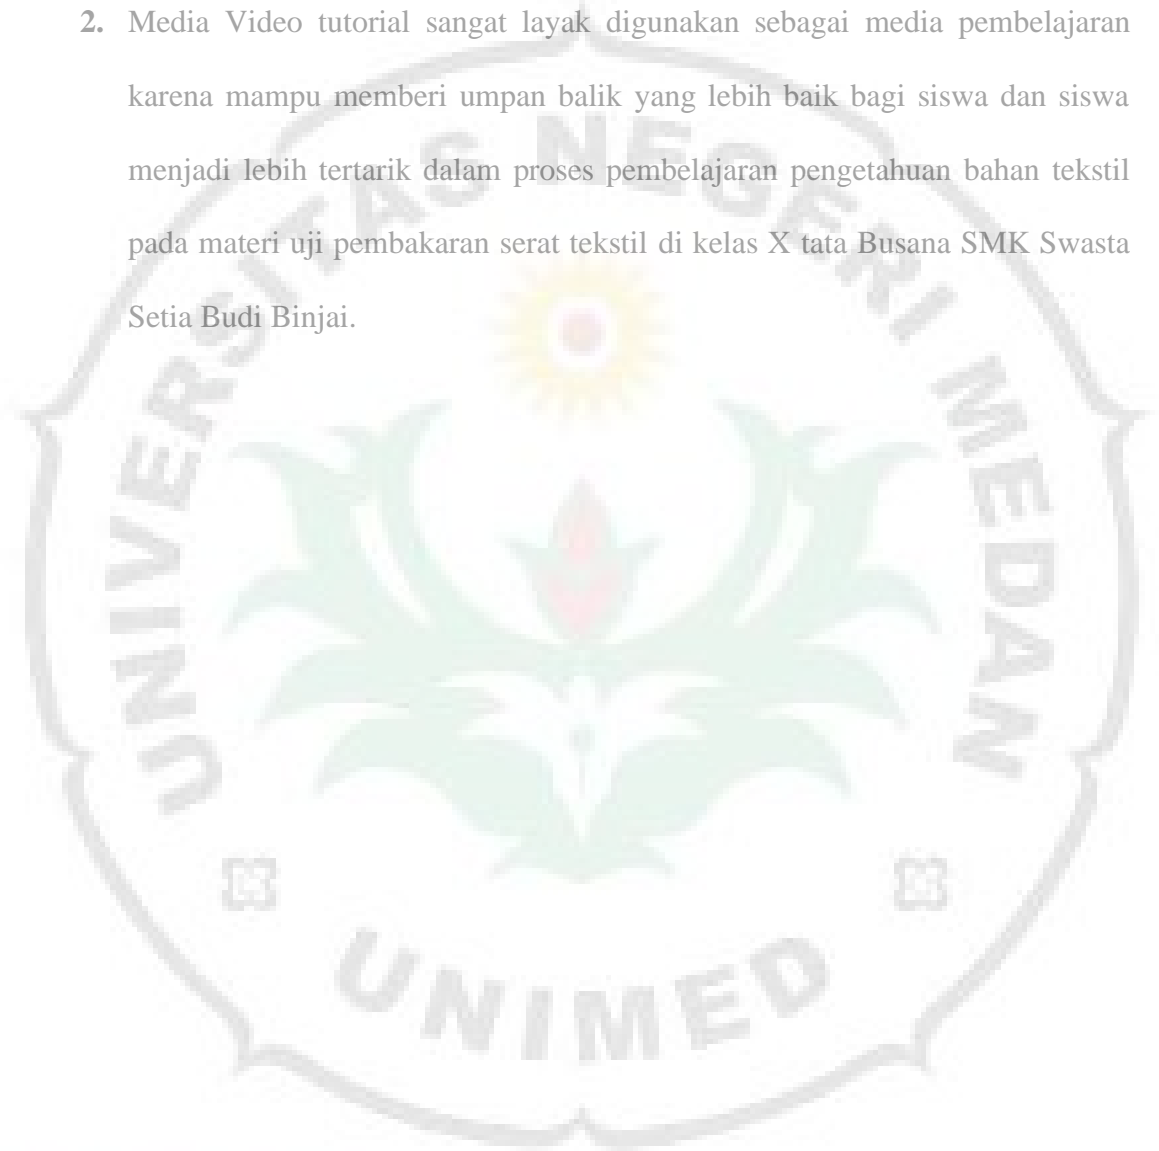 2. Media Video tutorial sangat layak digunakan sebagai media pembelajaran
karena mampu memberi umpan balik yang lebih baik bagi siswa dan siswa
menjadi lebih tertarik dalam proses pembelajaran pengetahuan bahan tekstil
pada materi uji pembakaran serat tekstil di kelas X tata Busana SMK Swasta
Setia Budi Binjai.
UNIVERSITAS NEGERI MEDAN
UNIMED